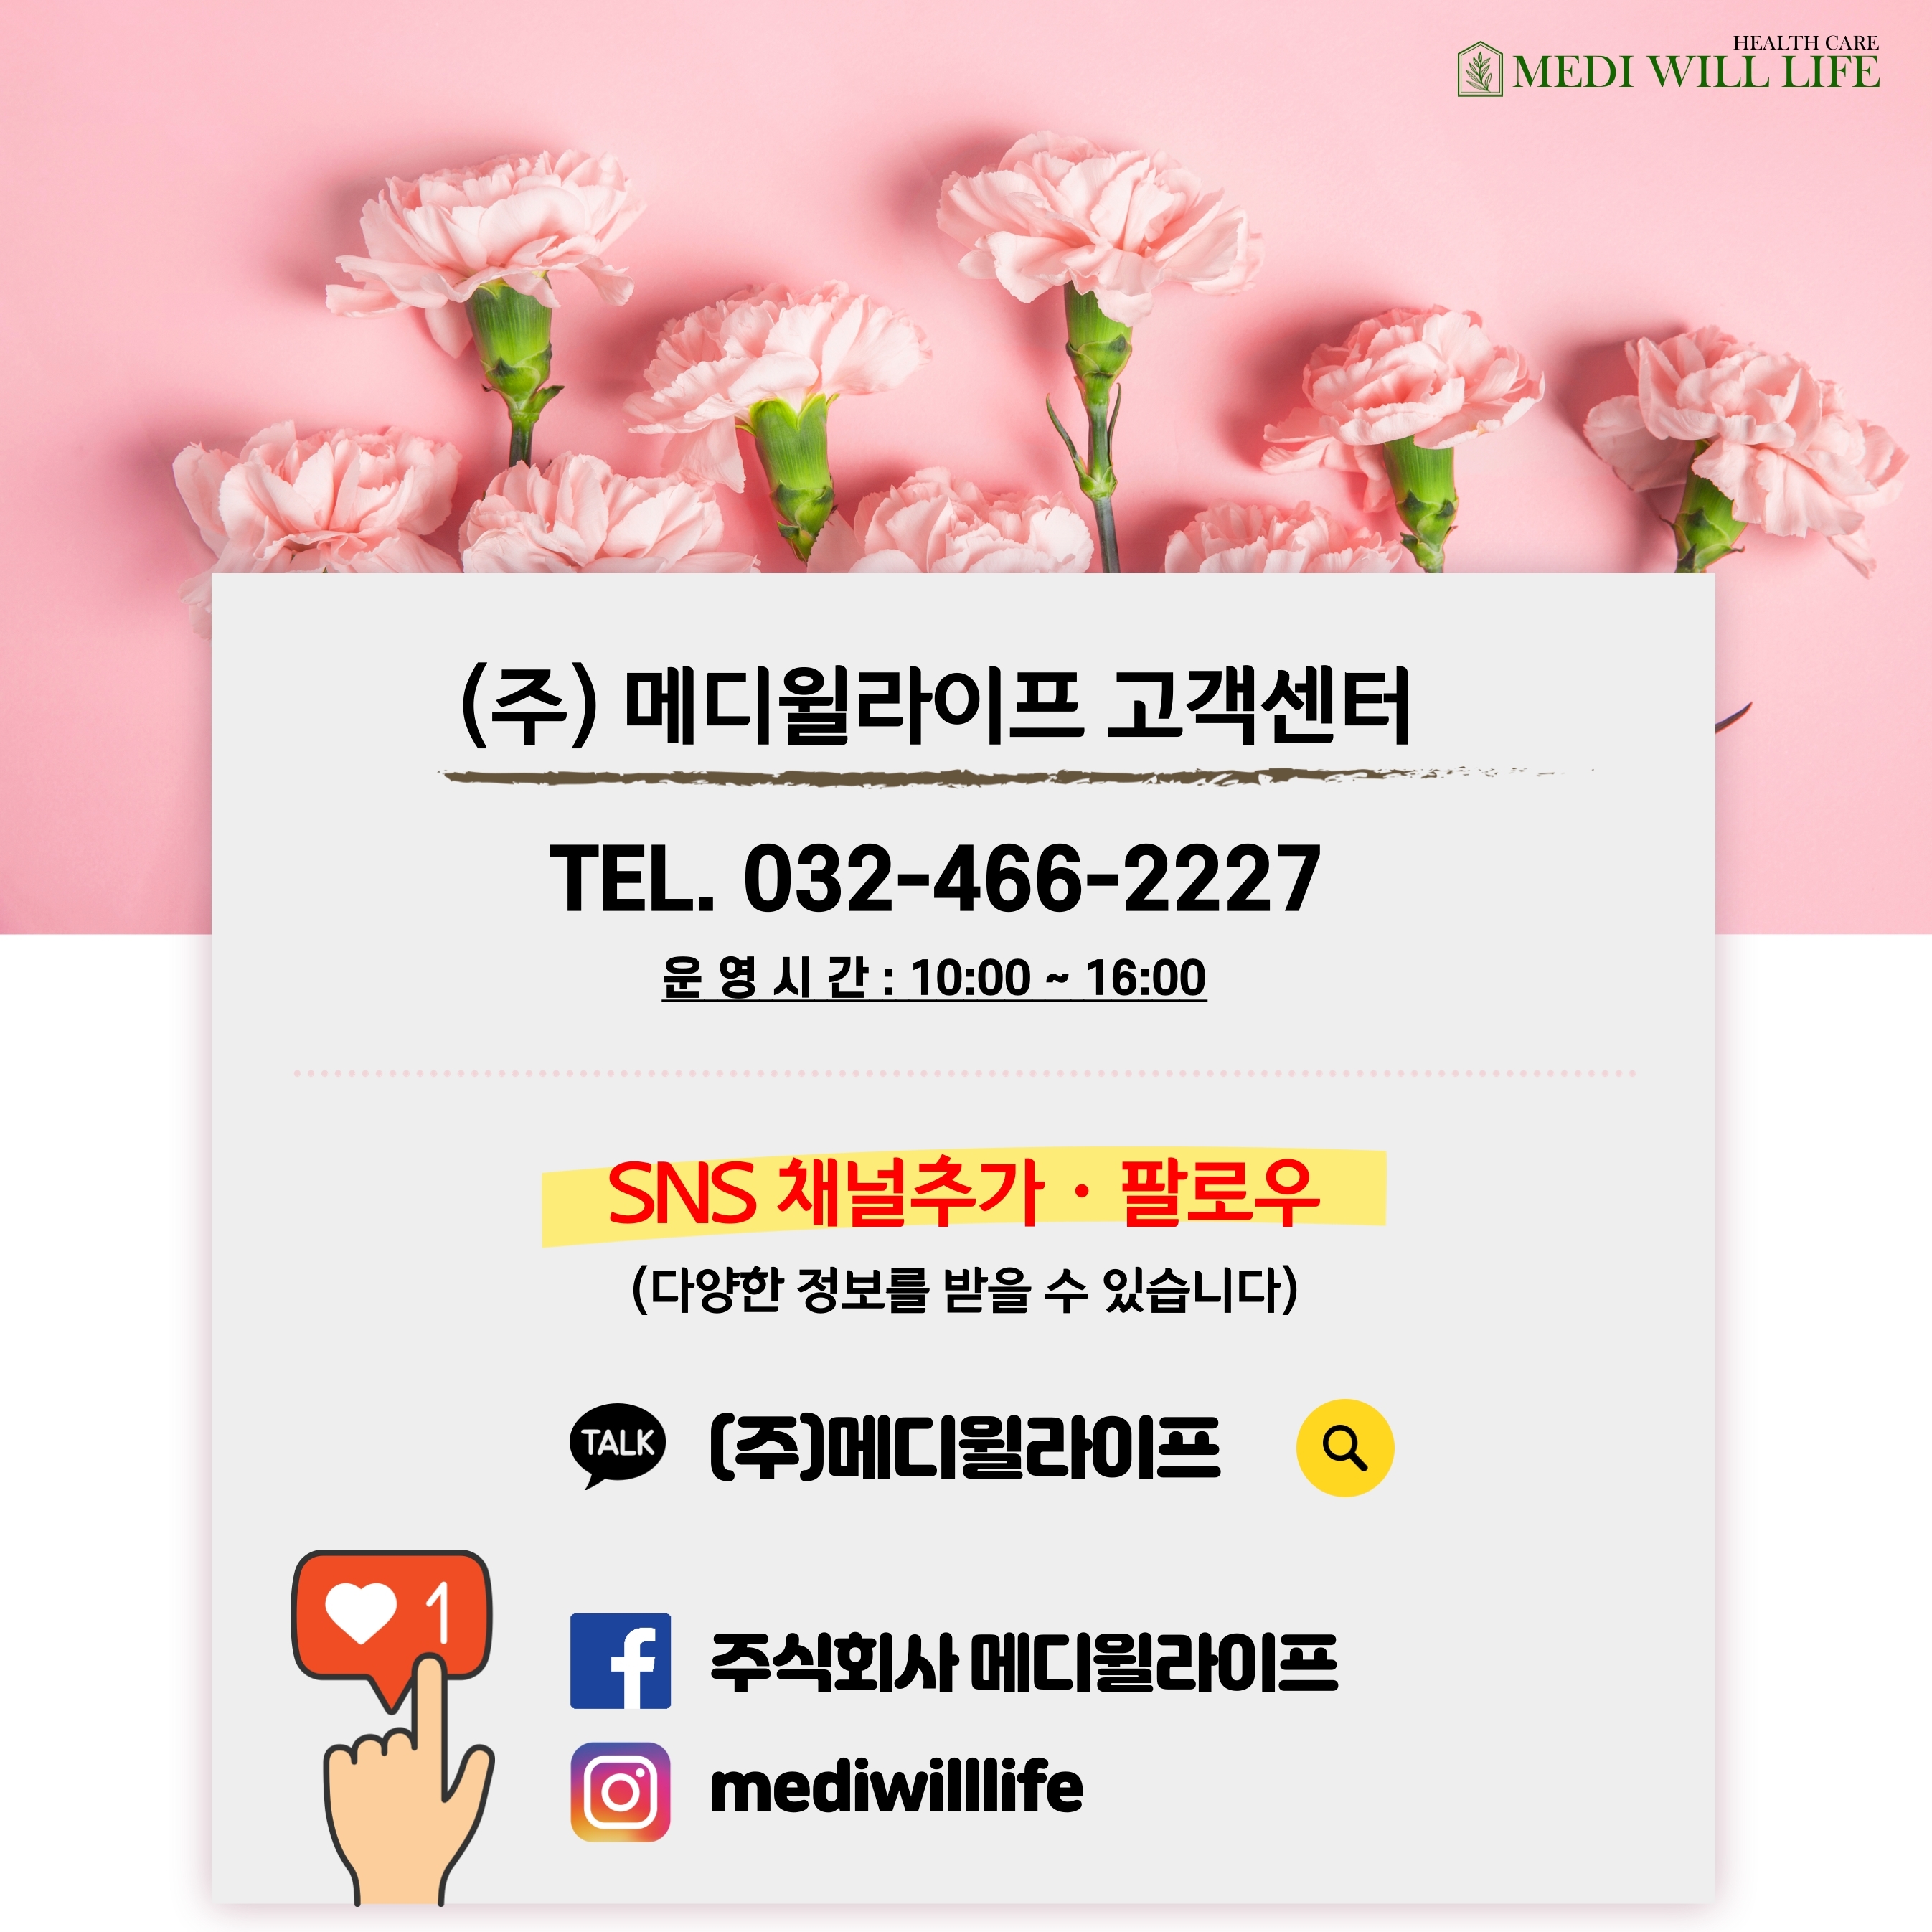 HEALTH CARE
MEDI WILL LIFE
(주) 메디윌라이프 고객센터
TEL. 032-466-2227
운 영 시 간 : 10:00 ~ 16:00
SNS 채널추가 · 팔로우
(다양한 정보를 받을 수 있습니다)
TALK (주)메디윌라이프
1
f 주식회사 메디윌라이프
mediwilllife